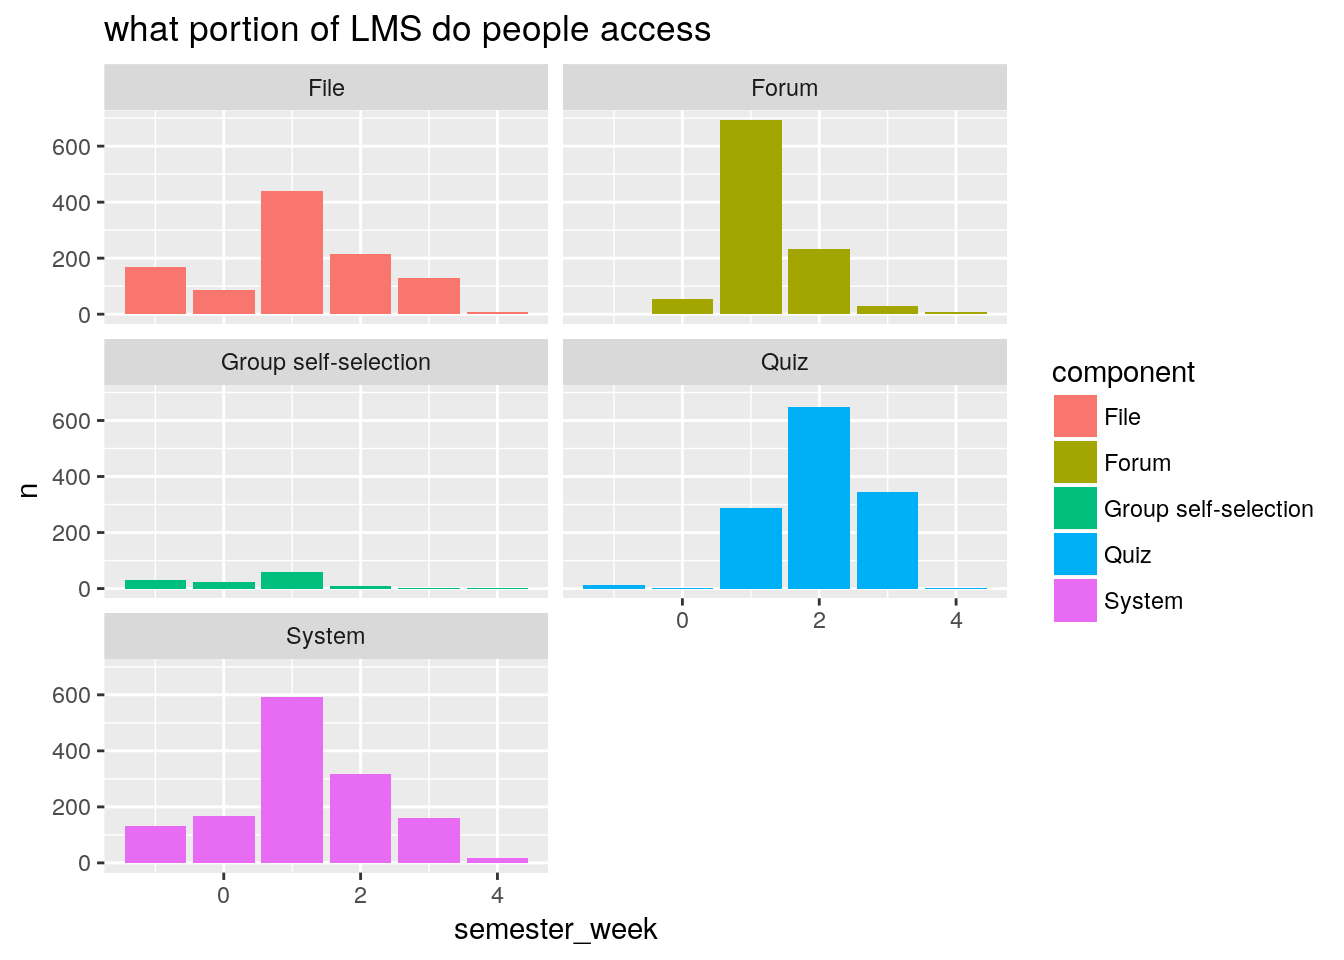 what portion of LMS do people access
File
Forum
600
400
200
0
Group self-selection
Quiz
600
400
200
0
0
2
4
System
600
400
200
0
0
2
4
semester_week
n
component
File
Forum
Group self-selection
Quiz
System